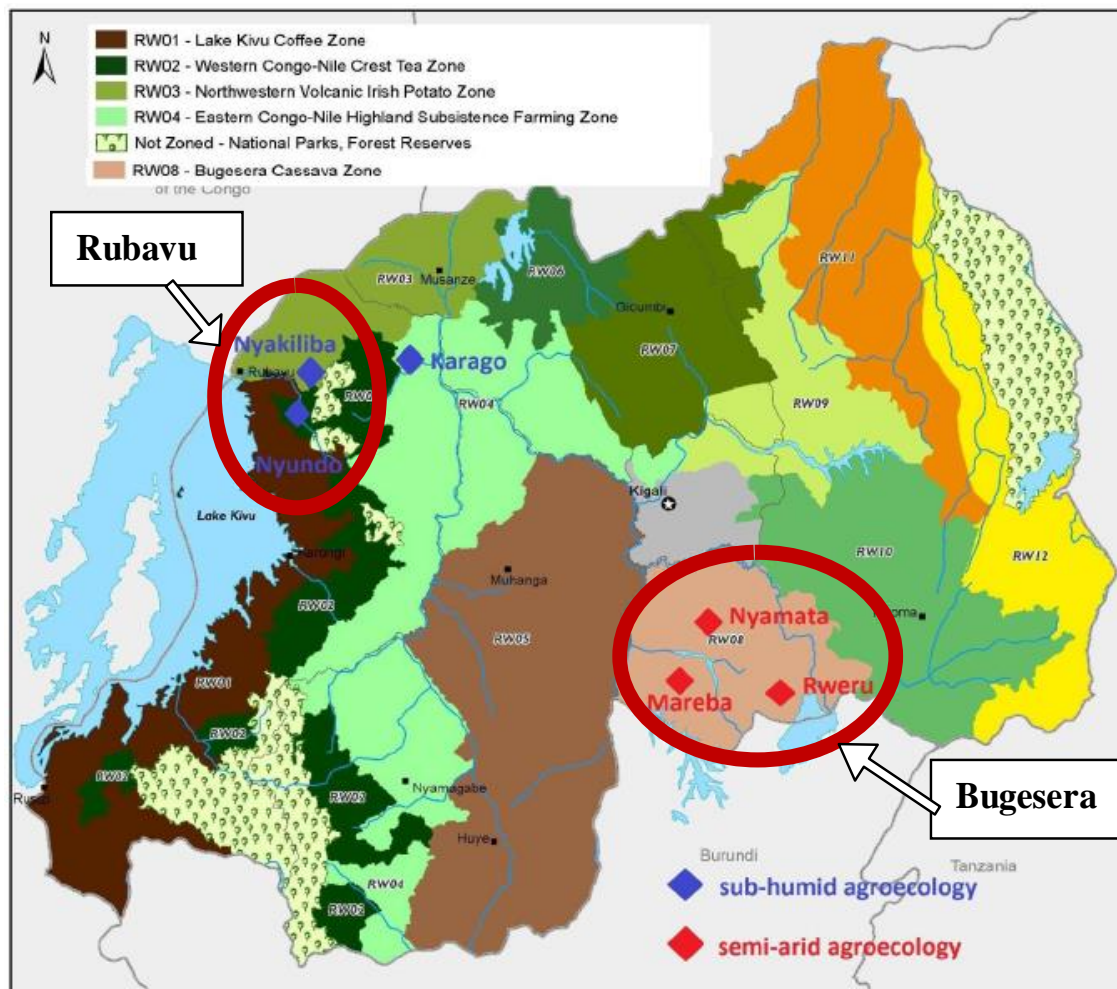 N
RW01 - Lake Kivu Coffee Zone
RW02 - Western Congo-Nile Crest Tea Zone
RW03 - Northwestern Volcanic Irish Potato Zone
RW04 - Eastern Congo-Nile Highland Subsistence Farming Zone
Not Zoned - National Parks, Forest Reserves
RW08 - Bugesera Cassava Zone
of the Congo
Rubavu
RW03
Musanze
RW06
RW11
Gicumbi
Nyakiliba
Karago
Rubavu
RW07
RW04
RW09
Nyundo
Kigali
Lake Kivu
RW10
RW12
Muhanga
RW02
Nyamata
RW05
RW08
Mareba
Rweru
RW01
RW02
RW02
Nyamagabe
RW02
Bugesera
Huye
Burundi
Tanzania
RW04
sub-humid agroecology
RW02
semi-arid agroecology